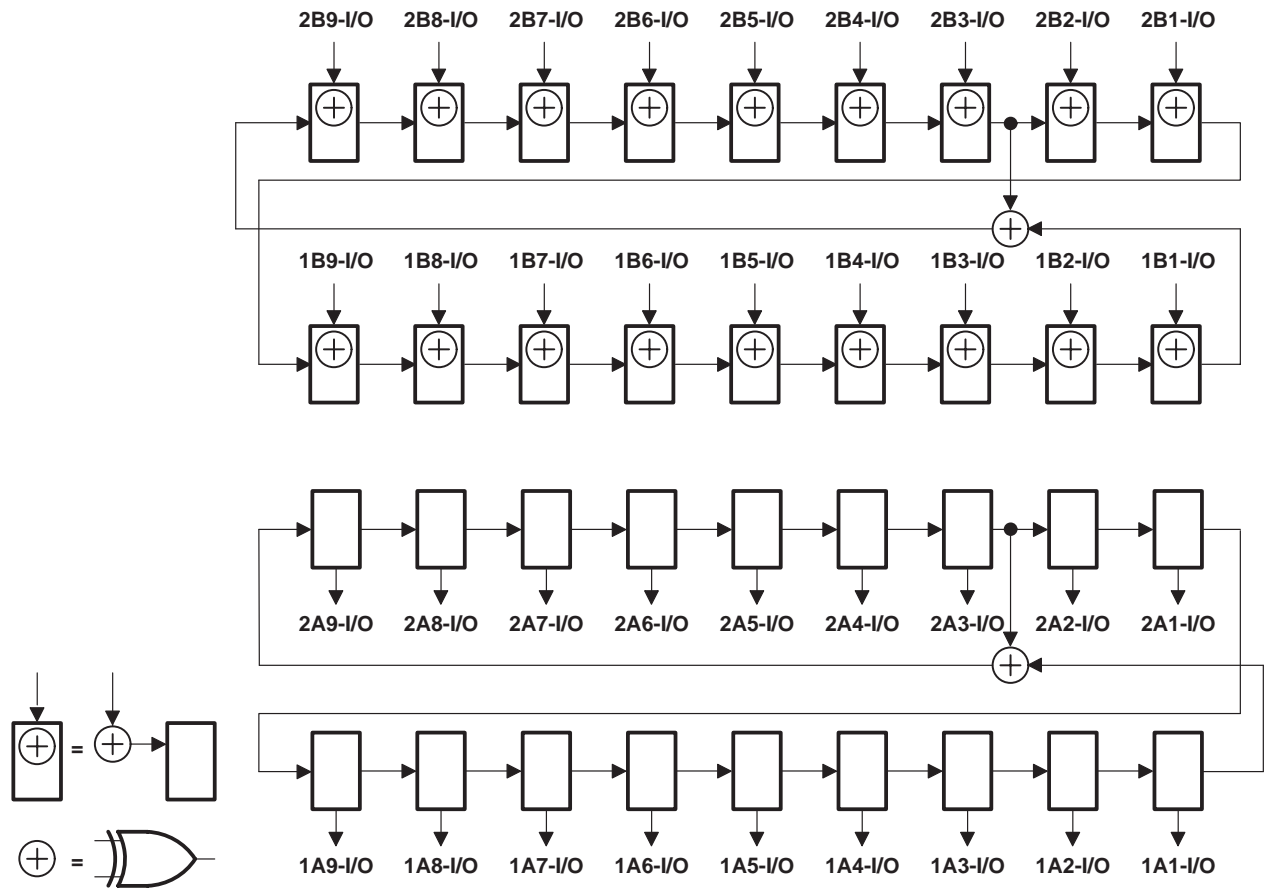 2B9-I/O 2B8-I/O 2B7-I/O 2B6-I/O 2B5-I/O 2B4-I/O 2B3-I/O 2B2-I/O 2B1-I/O
1B9-I/O 1B8-I/O 1B7-I/O 1B6-I/O 1B5-I/O 1B4-I/O 1B3-I/O 1B2-I/O 1B1-I/O
2A9-I/O 2A8-I/O 2A7-I/O 2A6-I/O 2A5-I/O 2A4-I/O 2A3-I/O 2A2-I/O 2A1-I/O
=
=
1A9-I/O 1A8-I/O 1A7-I/O 1A6-I/O 1A5-I/O 1A4-I/O 1A3-I/O 1A2-I/O 1A1-I/O